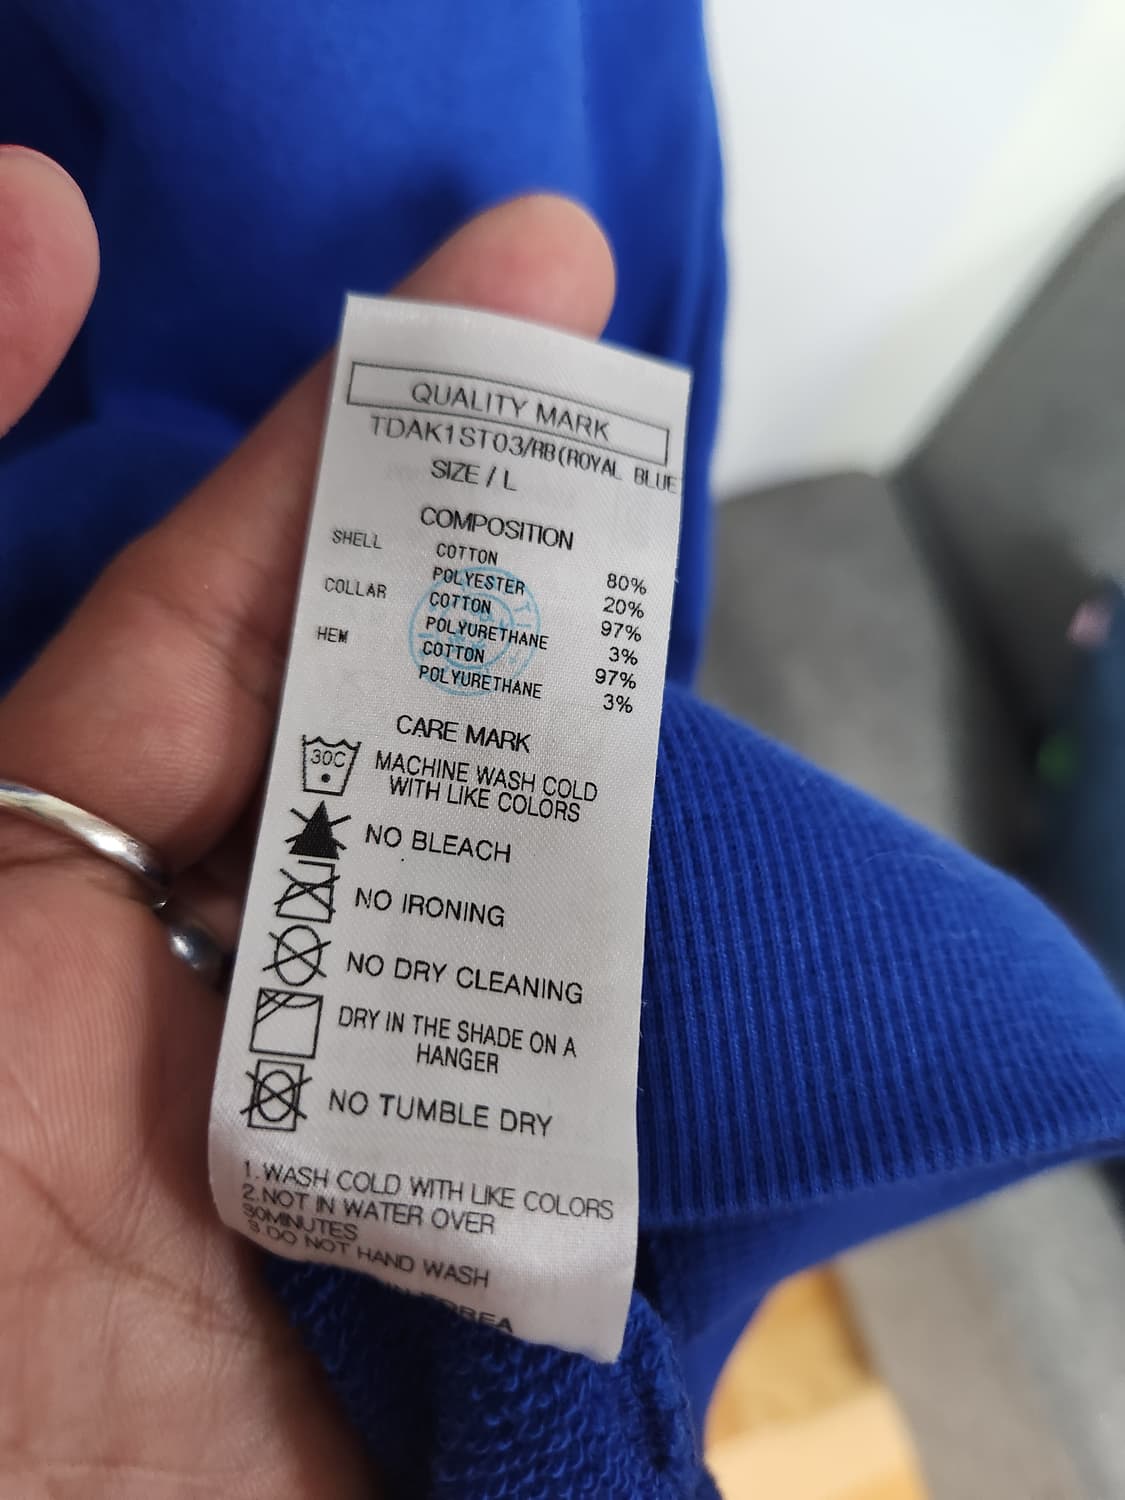 QUALITY MARK
TDAK1ST03/RB(ROYAL BLUE
SIZE / L
COMPOSITION
SHELL COTTON 80%
POLYESTER 20%
COLLAR COTTON 97%
POLYURETHANE 3%
HEM COTTON 97%
POLYURETHANE 3%
CARE MARK
30C MACHINE WASH COLD
WITH LIKE COLORS
NO BLEACH
NO IRONING
NO DRY CLEANING
DRY IN THE SHADE ON A
HANGER
NO TUMBLE DRY
1.WASH COLD WITH LIKE COLORS
2.NOT IN WATER OVER
30MINUTES
3.DO NOT HAND WASH